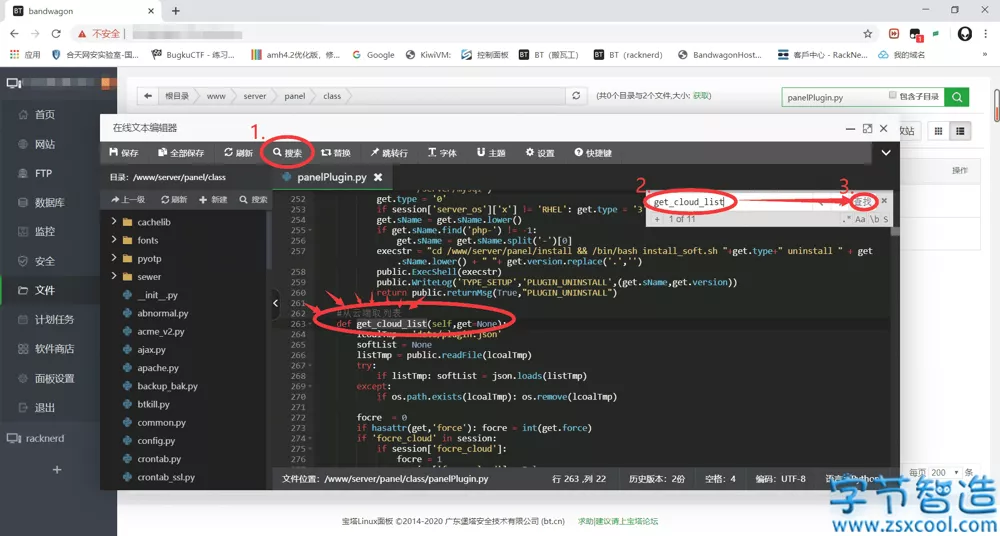 bandwagon
不安全
应用
合天网安实验室-国...
BugkuCTF - 练习...
amh4.2优化版、修...
Google
KiwiVM:
控制面板
BT（搬瓦工）
BT（racknerd）
BandwagonHost...
客戶中心 - RackNe...
我的域名
根目录
www
server
panel
class
(共0个目录与2个文件,大小: 获取)
panelPlugin.py
包含子目录
首页
网站
FTP
数据库
监控
安全
文件
计划任务
软件商店
面板设置
退出
racknerd
操作
在线文本编辑器
1.
保存
全部保存
刷新
搜索
替换
跳转行
字体
主题
设置
快捷键
目录: /www/server/panel/class
panelPlugin.py
上一级
刷新
新建
搜索
cachelib
fonts
pyotp
sewer
__init__.py
abnormal.py
acme_v2.py
ajax.py
apache.py
backup_bak.py
btkill.py
common.py
config.py
crontab.py
crontab_ssl.py
2
3.
get_cloud_list
查找
1 of 11
.* Aa \b S
252 get.type = '0'
253 if session['server_os']['x'] != 'RHEL': get.type = '3
254 get.sName = get.sName.lower()
255 if get.sName.find('php-') != -1:
256 get.sName = get.sName.split('-')[0]
257 execstr = "cd /www/server/panel/install && /bin/bash install_soft.sh "+get.type+" uninstall " + get
.sName.lower() + " "+ get.version.replace('.','')
258 public.ExecShell(execstr)
259 public.WriteLog('TYPE_SETUP','PLUGIN_UNINSTALL',(get.sName,get.version))
260 return public.returnMsg(True,"PLUGIN_UNINSTALL")
261
262 #从云端取列表
263 def get_cloud_list(self,get=None):
264 lcoalTmp = 'data/plugin.json'
265 softList = None
266 listTmp = public.readFile(lcoalTmp)
267 try:
268 if listTmp: softList = json.loads(listTmp)
269 except:
270 if os.path.exists(lcoalTmp): os.remove(lcoalTmp)
271
272 focre = 0
273 if hasattr(get,'force'): focre = int(get.force)
274 if 'focre_cloud' in session:
275 if session['focre_cloud']:
276 focre = 1
文件位置: /www/server/panel/class/panelPlugin.py
行 263 ,列 22
历史版本: 2份
空格: 4
编码: UTF-8
语言: Python
每页 200 条
宝塔Linux面板 ©2014-2020 广东堡塔安全技术有限公司 (bt.cn)
求助|建议请上宝塔论坛
字节智造
www.zsxcool.com